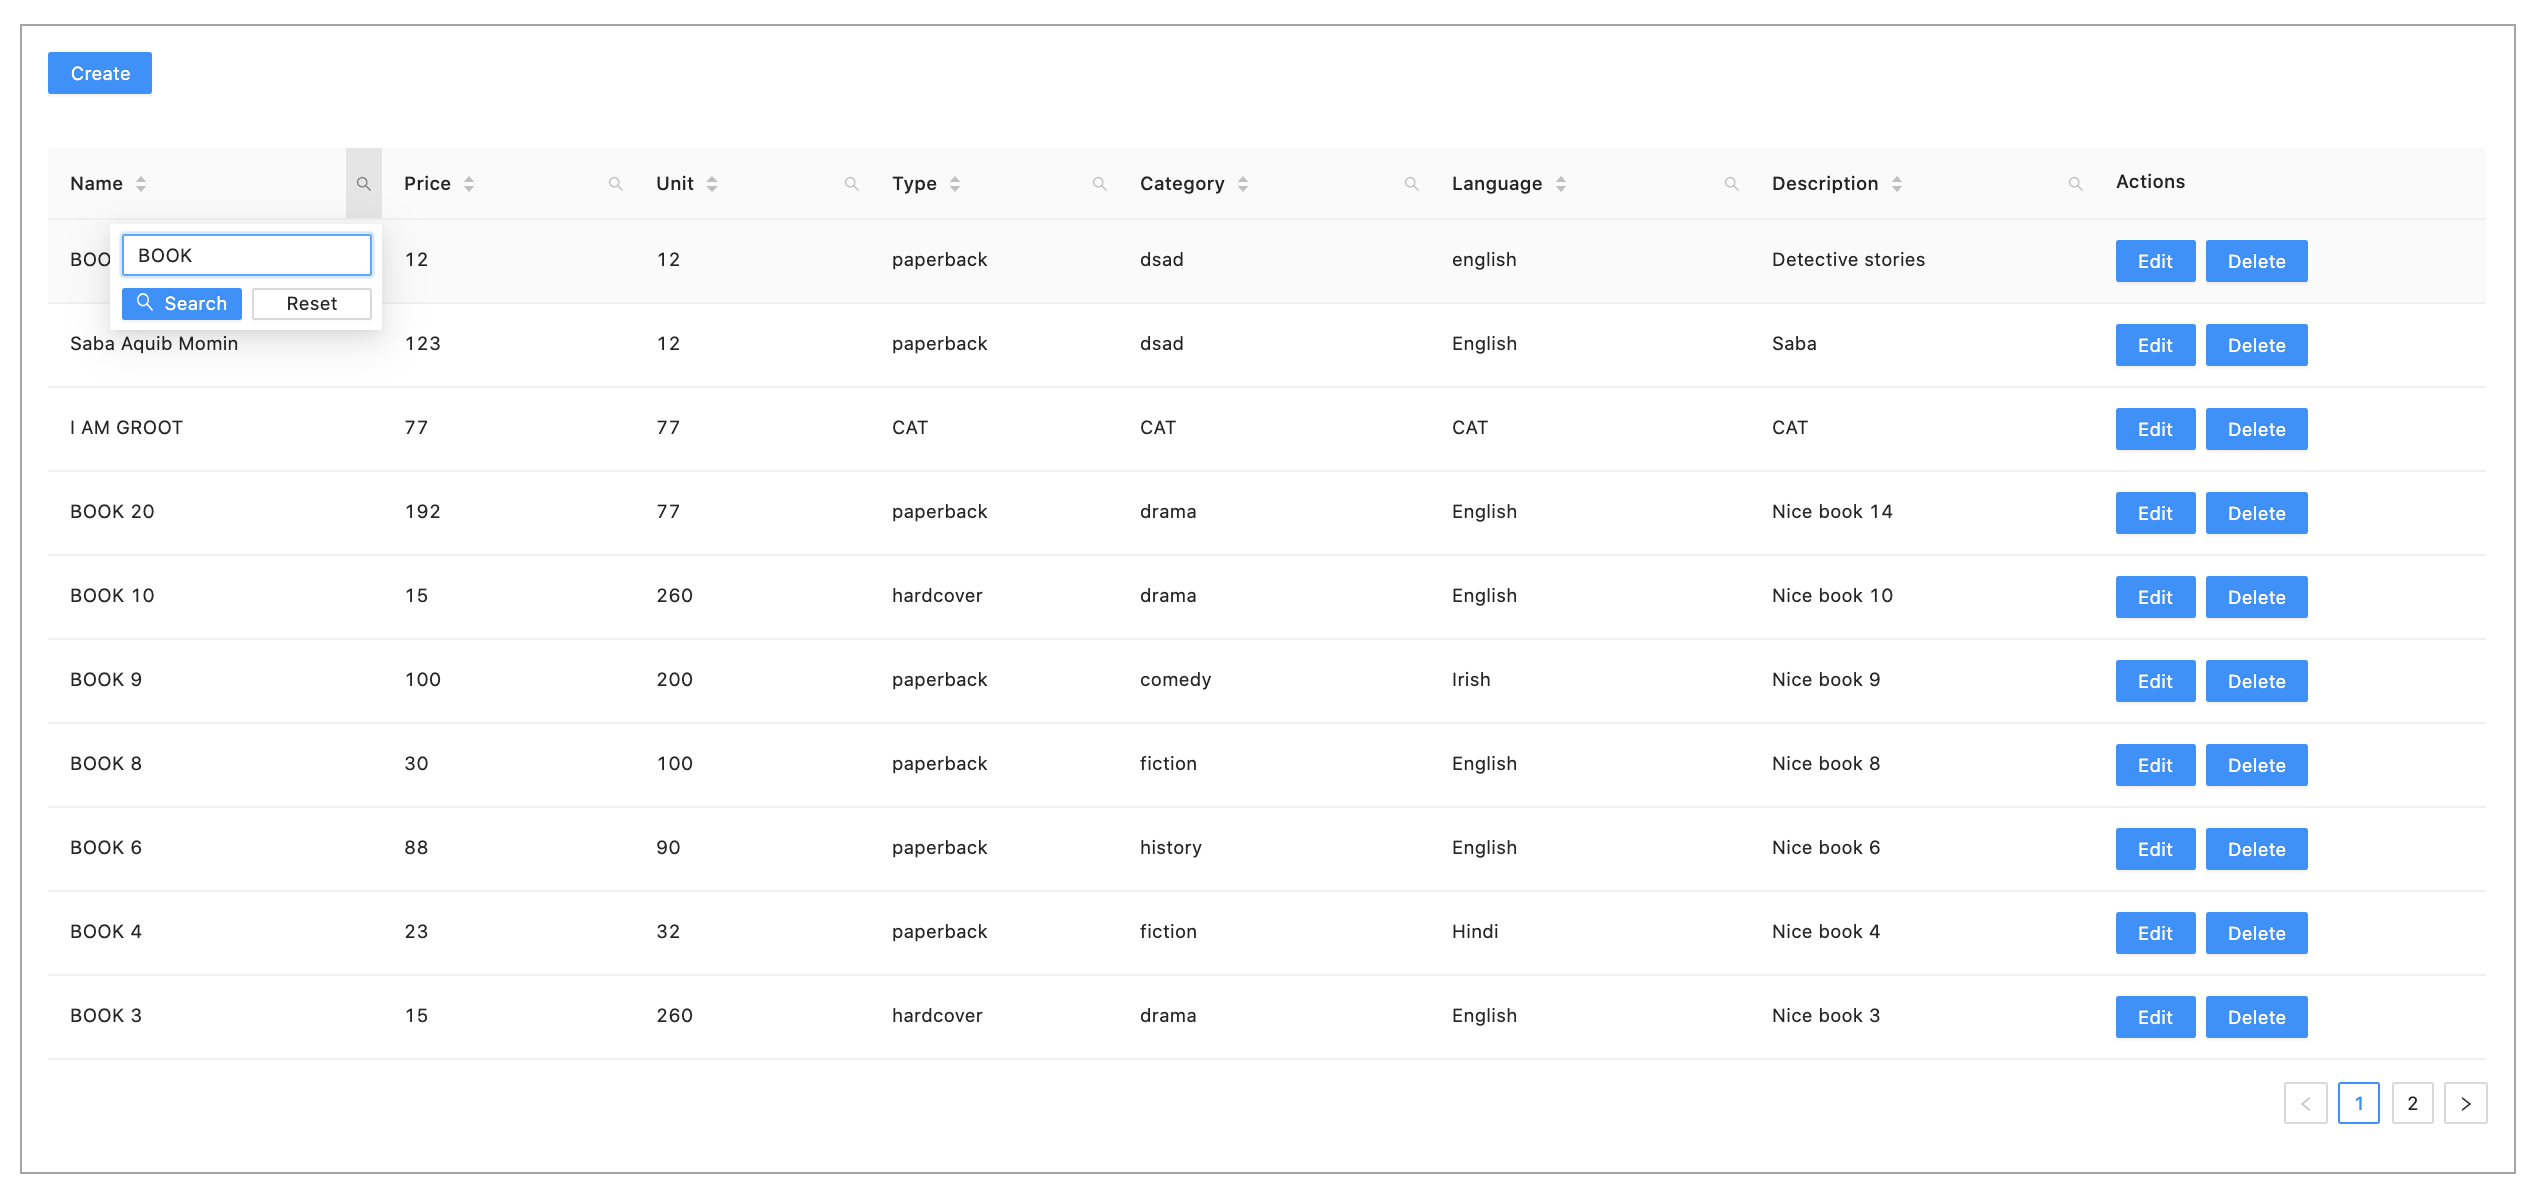 Create
Name Price Unit Type Category Language Description Actions
BOOK
Search Reset
12 12 paperback dsad english Detective stories Edit Delete
Saba Aquib Momin 123 12 paperback dsad English Saba Edit Delete
I AM GROOT 77 77 CAT CAT CAT CAT Edit Delete
BOOK 20 192 77 paperback drama English Nice book 14 Edit Delete
BOOK 10 15 260 hardcover drama English Nice book 10 Edit Delete
BOOK 9 100 200 paperback comedy Irish Nice book 9 Edit Delete
BOOK 8 30 100 paperback fiction English Nice book 8 Edit Delete
BOOK 6 88 90 paperback history English Nice book 6 Edit Delete
BOOK 4 23 32 paperback fiction Hindi Nice book 4 Edit Delete
BOOK 3 15 260 hardcover drama English Nice book 3 Edit Delete
< 1 2 >